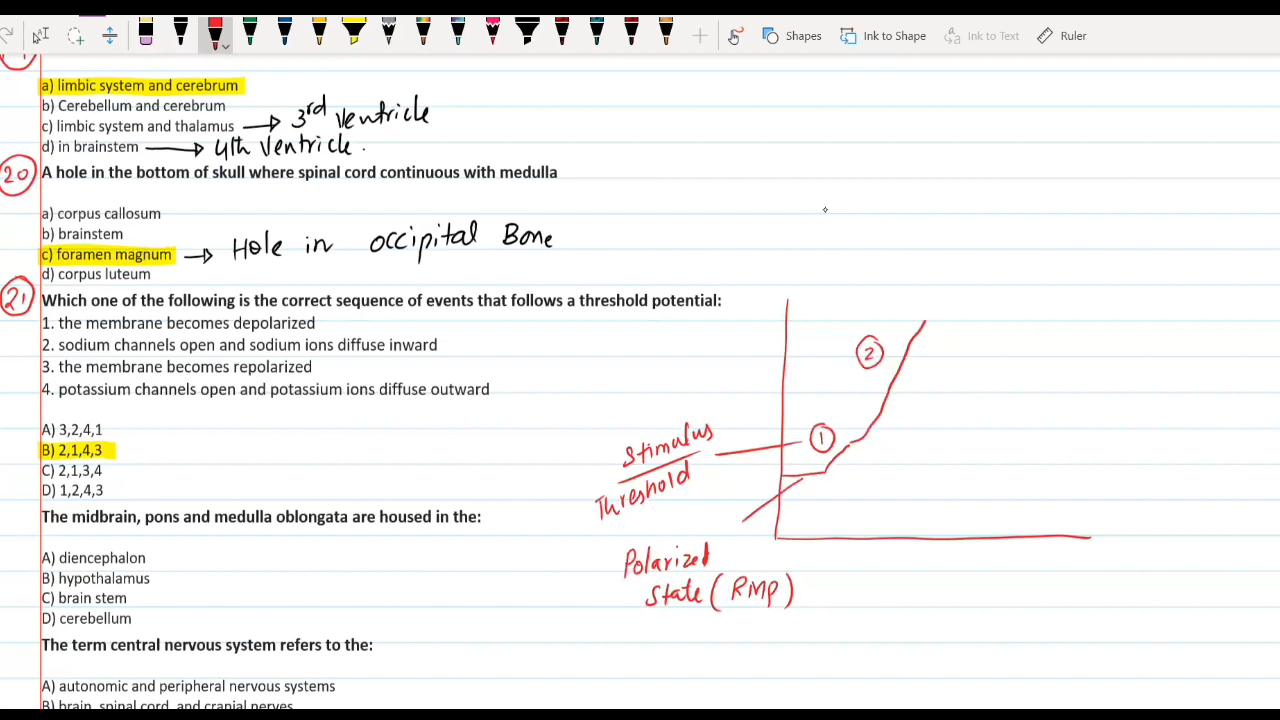 Shapes
Ink to Shape
Ink to Text
Ruler
a) limbic system and cerebrum
b) Cerebellum and cerebrum
c) limbic system and thalamus → 3rd ventricle
d) in brainstem → 4th ventricle.
20 A hole in the bottom of skull where spinal cord continuous with medulla
a) corpus callosum
b) brainstem
c) foramen magnum → Hole in occipital Bone
d) corpus luteum
21 Which one of the following is the correct sequence of events that follows a threshold potential:
1. the membrane becomes depolarized
2. sodium channels open and sodium ions diffuse inward
3. the membrane becomes repolarized
4. potassium channels open and potassium ions diffuse outward
A) 3,2,4,1
B) 2,1,4,3
C) 2,1,3,4
D) 1,2,4,3
2
1
Stimulus
Threshold
Polarized
State (RMP)
The midbrain, pons and medulla oblongata are housed in the:
A) diencephalon
B) hypothalamus
C) brain stem
D) cerebellum
The term central nervous system refers to the:
A) autonomic and peripheral nervous systems
B) brain, spinal cord, and cranial nerves